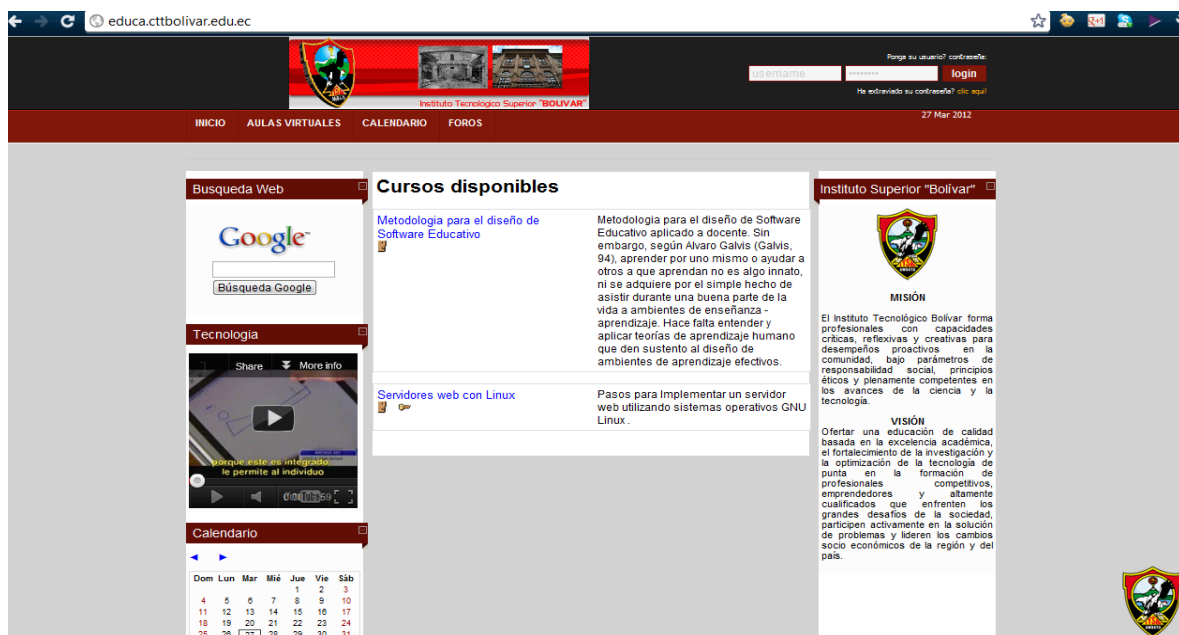 educa.cttbolivar.edu.ec
Instituto Tecnológico Superior "BOLIVAR"
Ponga su usuario? contraseña:
username
login
Ha extraviado su contraseña? clic aquí!
INICIO AULAS VIRTUALES CALENDARIO FOROS
27 Mar 2012
Busqueda Web
Google
Búsqueda Google
Tecnologia
Share More info
porque este es integrado,
le permite al individuo
Calendario
Dom Lun Mar Mié Jue Vie Sáb
1 2 3
4 5 6 7 8 9 10
11 12 13 14 15 16 17
18 19 20 21 22 23 24
25 26 27 28 29 30 31
Cursos disponibles
Metodologia para el diseño de
Software Educativo
Metodologia para el diseño de Software
Educativo aplicado a docente. Sin
embargo, según Alvaro Galvis (Galvis,
94), aprender por uno mismo o ayudar a
otros a que aprendan no es algo innato,
ni se adquiere por el simple hecho de
asistir durante una buena parte de la
vida a ambientes de enseñanza -
aprendizaje. Hace falta entender y
aplicar teorías de aprendizaje humano
que den sustento al diseño de
ambientes de aprendizaje efectivos.
Servidores web con Linux
Pasos para Implementar un servidor
web utilizando sistemas operativos GNU
Linux .
Instituto Superior "Bolívar"
AMBATO
MISIÓN
El Instituto Tecnológico Bolívar forma
profesionales con capacidades
críticas, reflexivas y creativas para
desempeños proactivos en la
comunidad, bajo parámetros de
responsabilidad social, principios
éticos y plenamente competentes en
los avances de la ciencia y la
tecnología.
VISIÓN
Ofertar una educación de calidad
basada en la excelencia académica,
el fortalecimiento de la investigación y
la optimización de la tecnología de
punta en la formación de
profesionales competitivos,
emprendedores y altamente
cualificados que enfrenten los
grandes desafíos de la sociedad,
participen activamente en la solución
de problemas y lideren los cambios
socio económicos de la región y del
país.
AMBATO